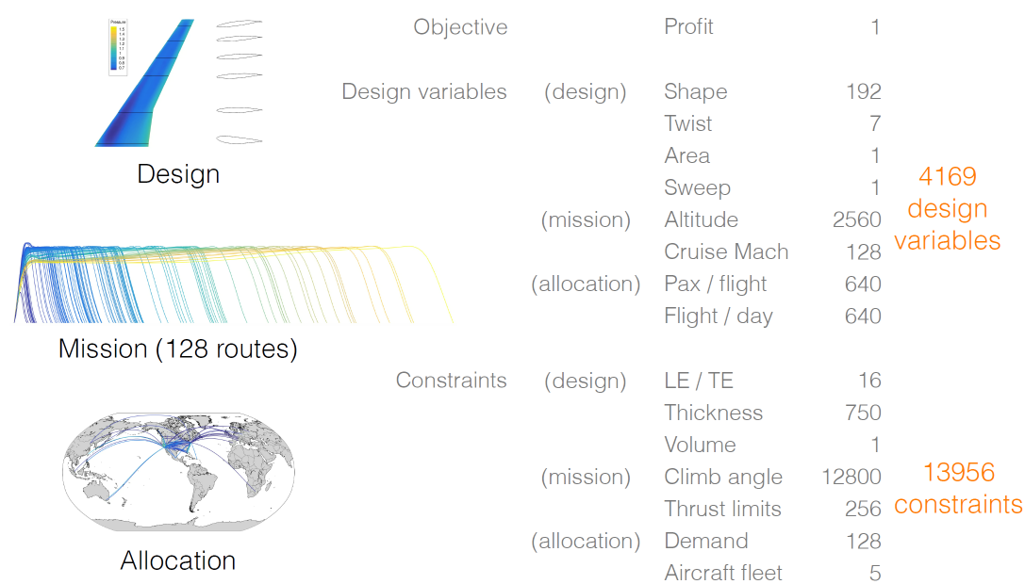 Objective Profit 1
Design variables (design) Shape 192
Twist 7
Area 1
Sweep 1
(mission) Altitude 2560
Cruise Mach 128
(allocation) Pax / flight 640
Flight / day 640
4169
design
variables
Constraints (design) LE / TE 16
Thickness 750
Volume 1
(mission) Climb angle 12800
Thrust limits 256
(allocation) Demand 128
Aircraft fleet 5
13956
constraints
Design
Mission (128 routes)
Allocation